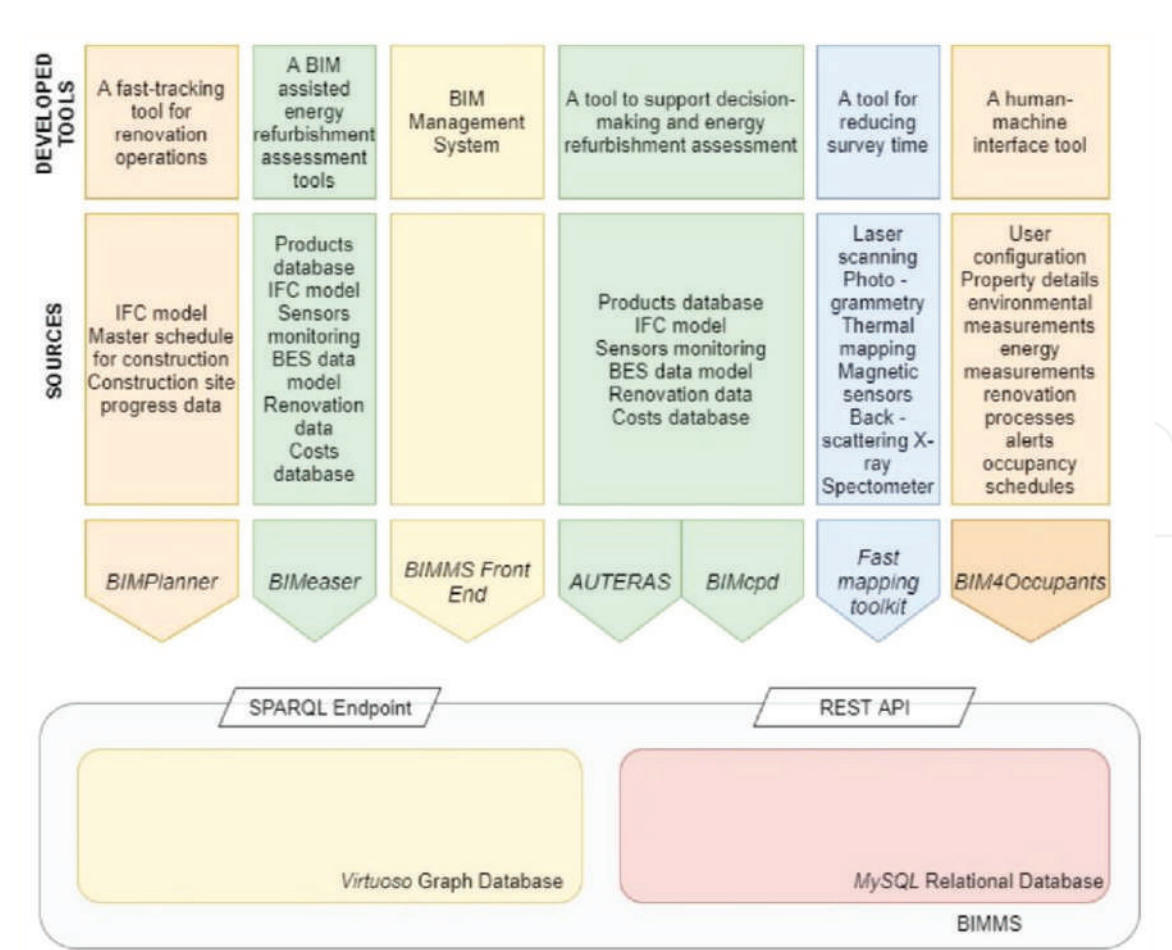 DEVELOPED
TOOLS
A fast-tracking
tool for
renovation
operations
A BIM
assisted
energy
refurbishment
assessment
tools
BIM
Management
System
A tool to support decision-
making and energy
refurbishment assessment
A tool for
reducing
survey time
A human-
machine
interface tool
SOURCES
IFC model
Master schedule
for construction
Construction site
progress data
Products
database
IFC model
Sensors
monitoring
BES data
model
Renovation
data
Costs
database
Products database
IFC model
Sensors monitoring
BES data model
Renovation data
Costs database
Laser
scanning
Photo -
grammetry
Thermal
mapping
Magnetic
sensors
Back -
scattering X-
ray
Spectometer
User
configuration
Property details
environmental
measurements
energy
measurements
renovation
processes
alerts
occupancy
schedules
BIMPlanner
BIMeaser
BIMMS Front
End
AUTERAS
BIMcpd
Fast
mapping
toolkit
BIM4Occupants
SPARQL Endpoint
REST API
Virtuoso Graph Database
MySQL Relational Database
BIMMS